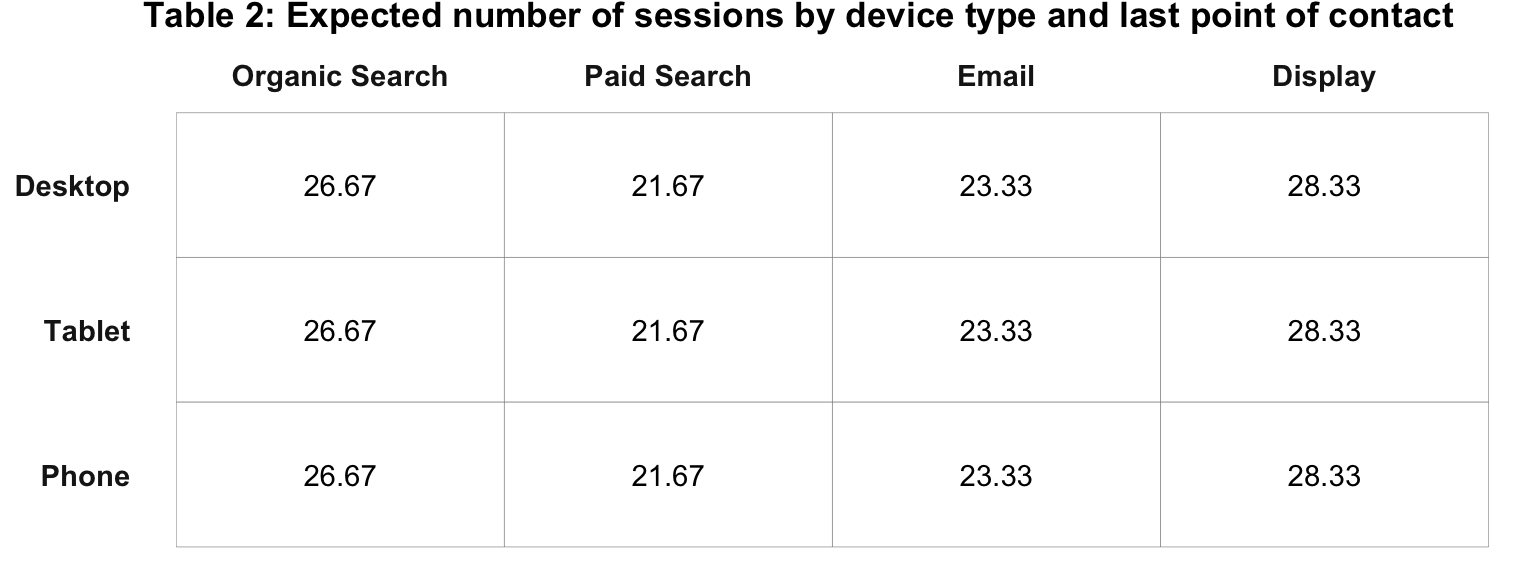 Table 2: Expected number of sessions by device type and last point of contact
Organic Search Paid Search Email Display
Desktop 26.67 21.67 23.33 28.33
Tablet 26.67 21.67 23.33 28.33
Phone 26.67 21.67 23.33 28.33